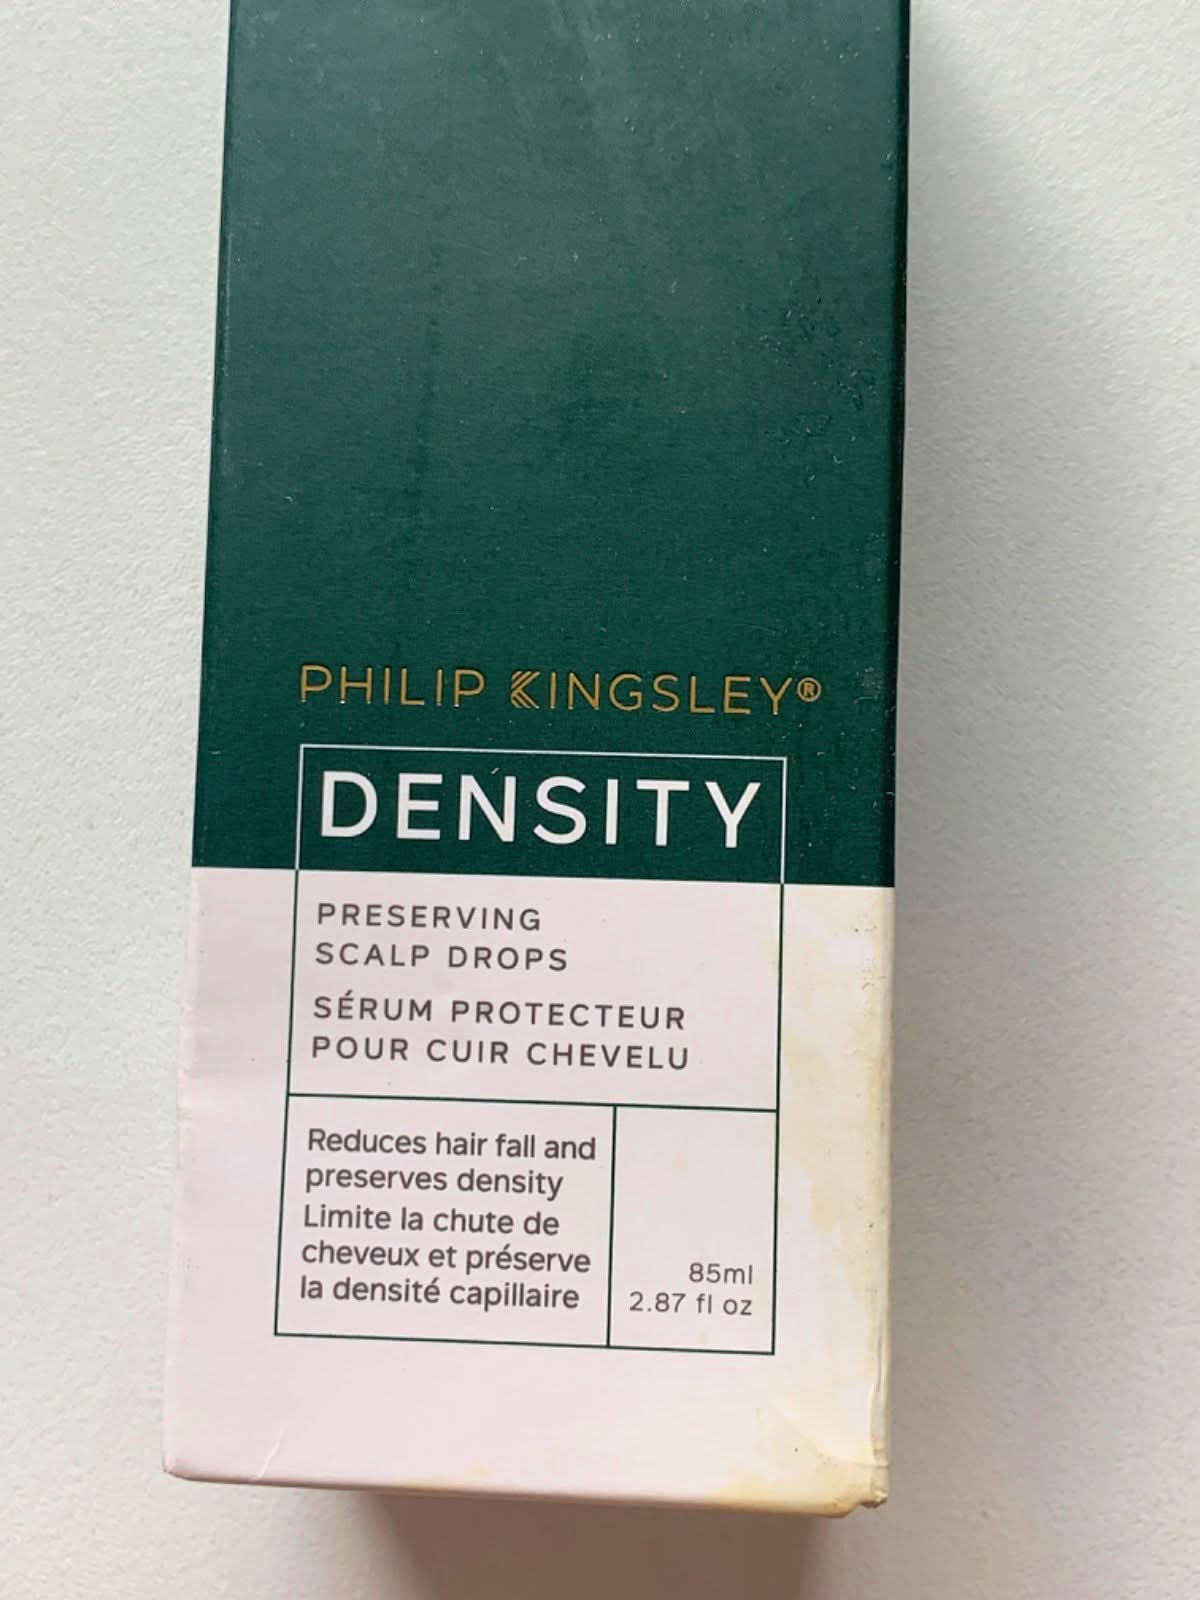 PHILIP KINGSLEY®
DENSITY
PRESERVING
SCALP DROPS
SÉRUM PROTECTEUR
POUR CUIR CHEVELU
Reduces hair fall and
preserves density
Limite la chute de
cheveux et préserve
la densité capillaire
85ml
2.87 fl oz